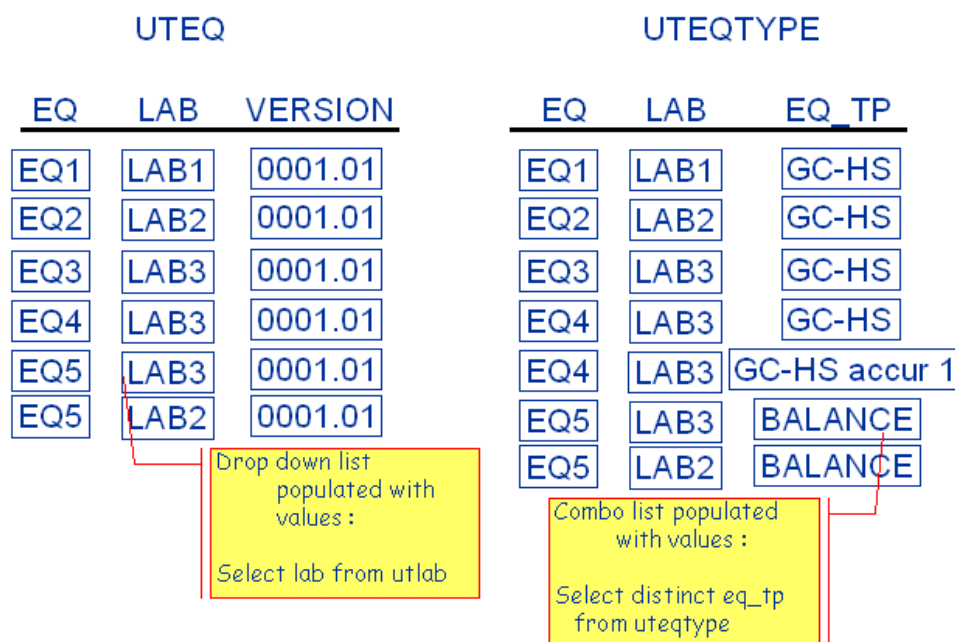 UTEQ
EQ LAB VERSION
EQ1 LAB1 0001.01
EQ2 LAB2 0001.01
EQ3 LAB3 0001.01
EQ4 LAB3 0001.01
EQ5 LAB3 0001.01
EQ5 LAB2 0001.01
Drop down list
populated with
values :
Select lab from utlab
UTEQTYPE
EQ LAB EQ_TP
EQ1 LAB1 GC-HS
EQ2 LAB2 GC-HS
EQ3 LAB3 GC-HS
EQ4 LAB3 GC-HS
EQ4 LAB3 GC-HS accur 1
EQ5 LAB3 BALANCE
EQ5 LAB2 BALANCE
Combo list populated
with values :
Select distinct eq_tp
from uteqtype